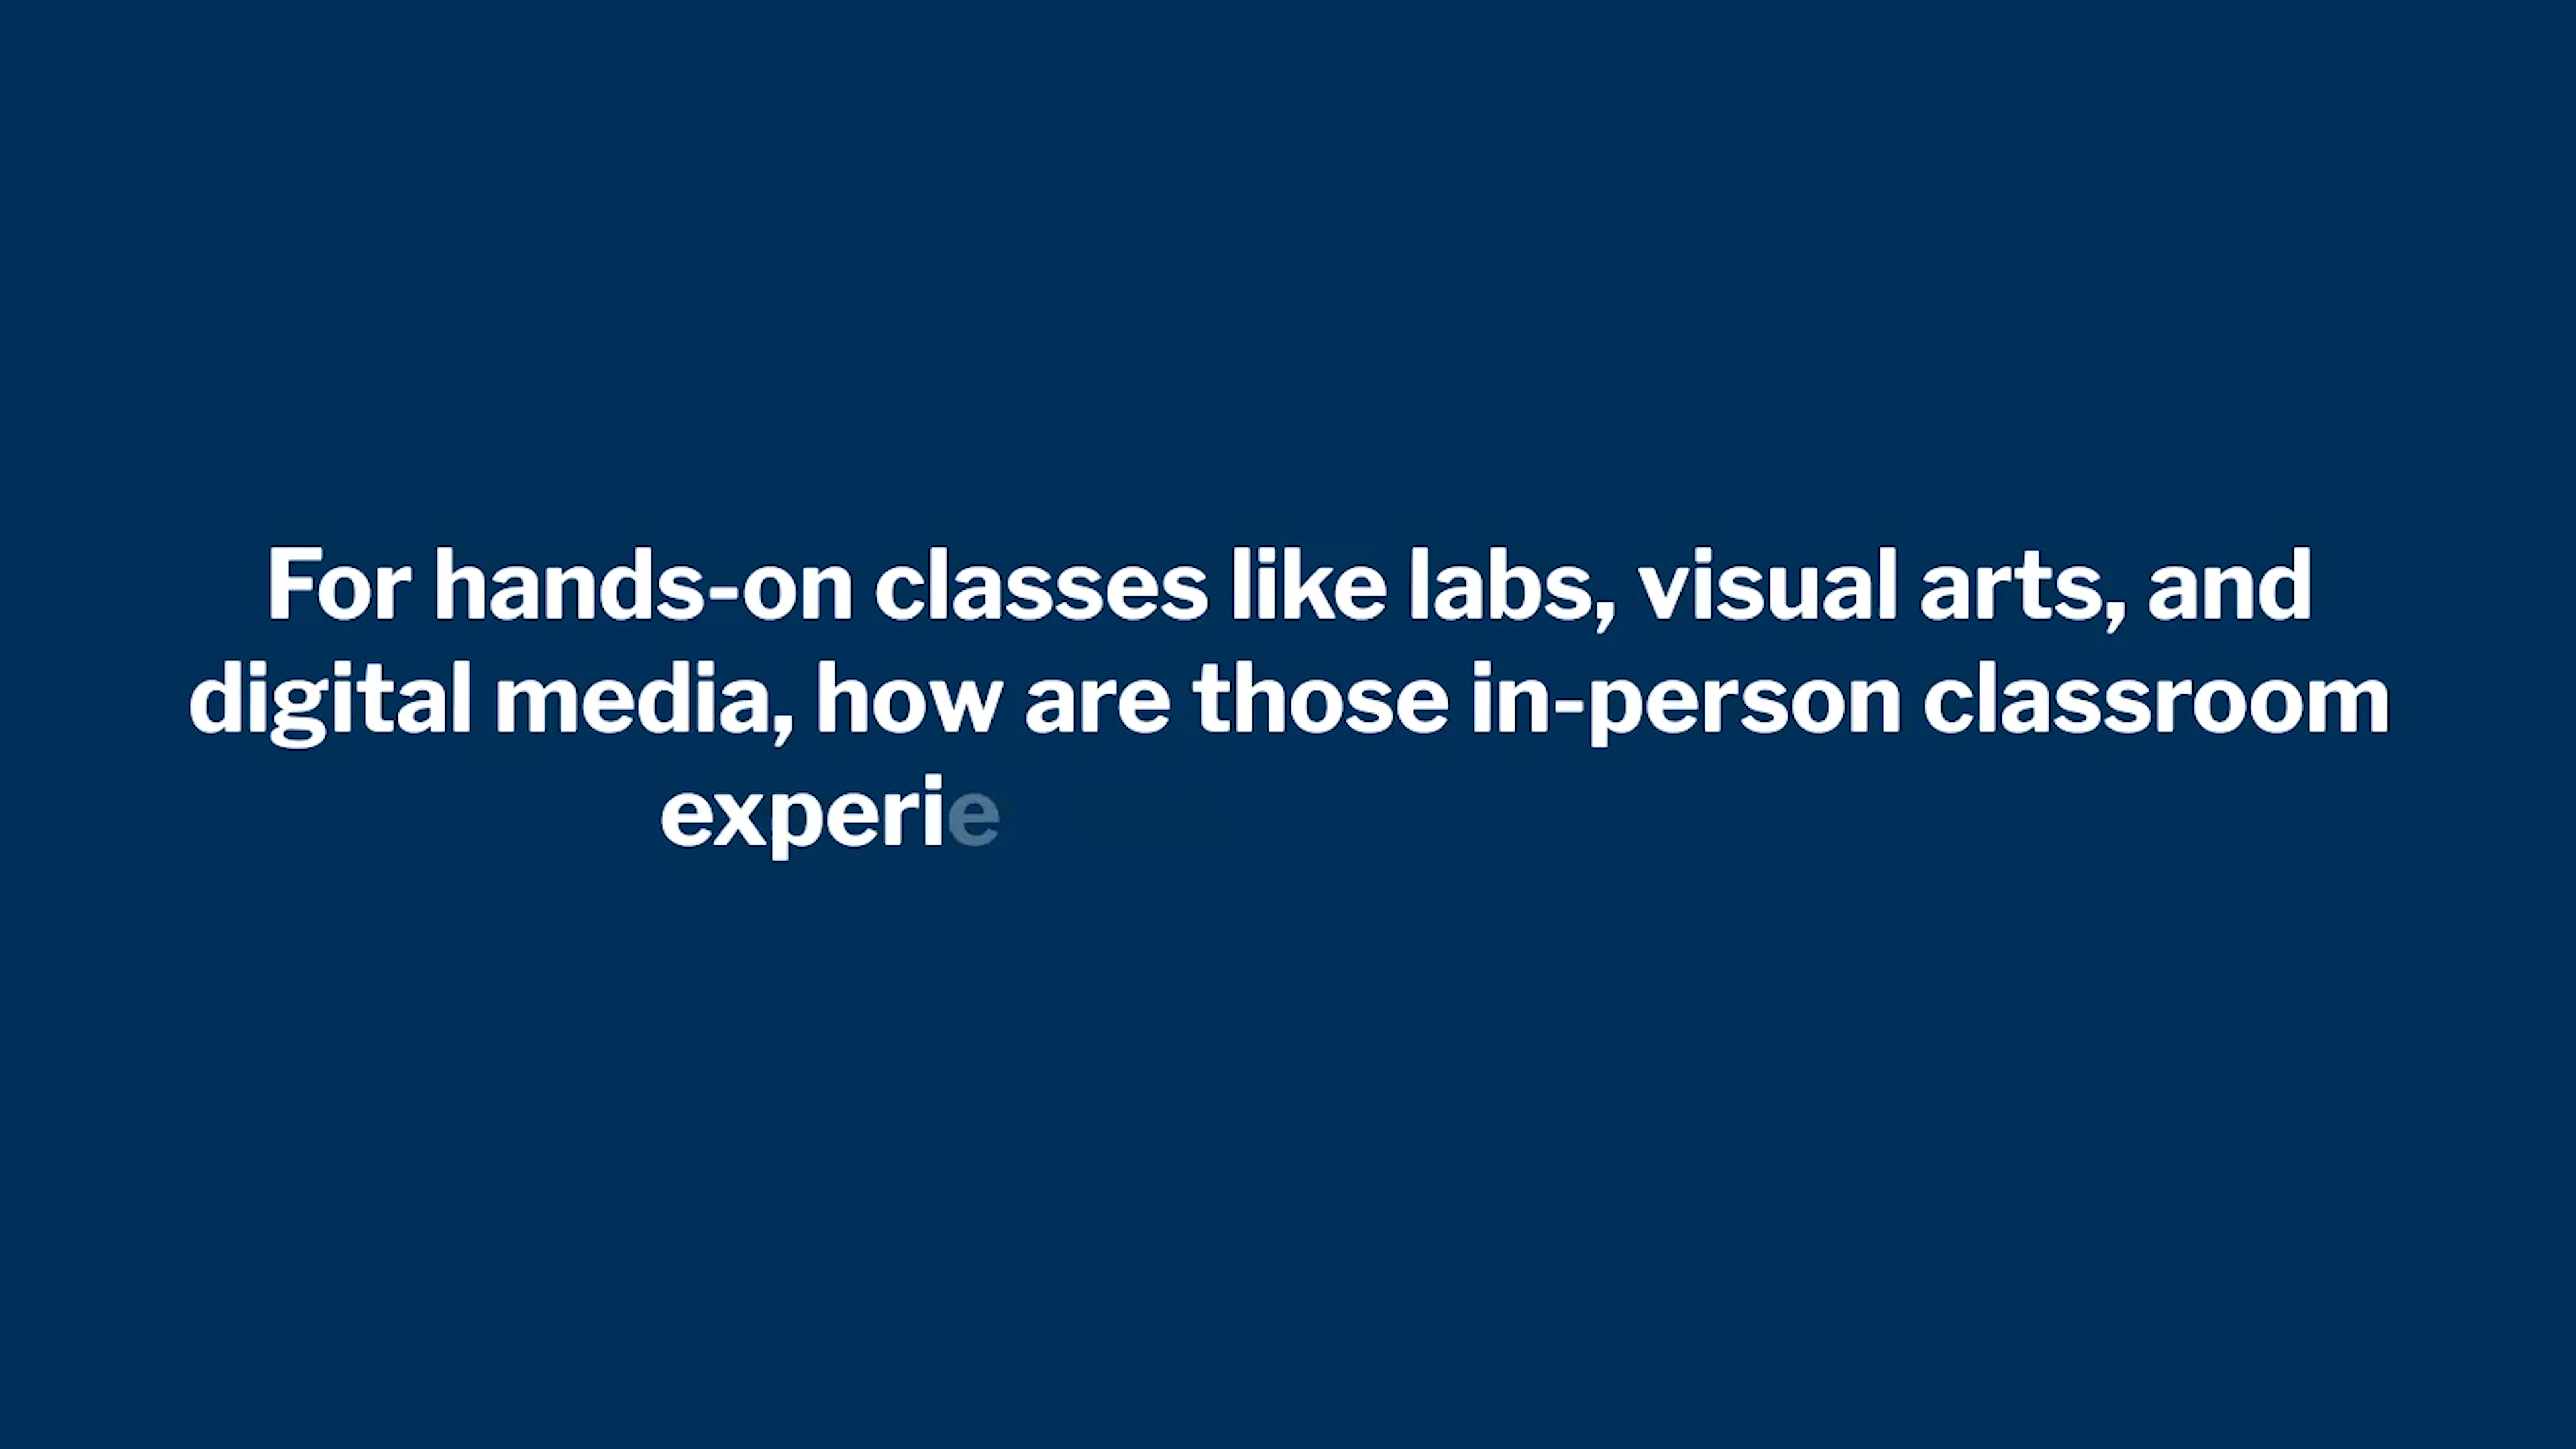 For hands-on classes like labs, visual arts, and
digital media, how are those in-person classroom
experie